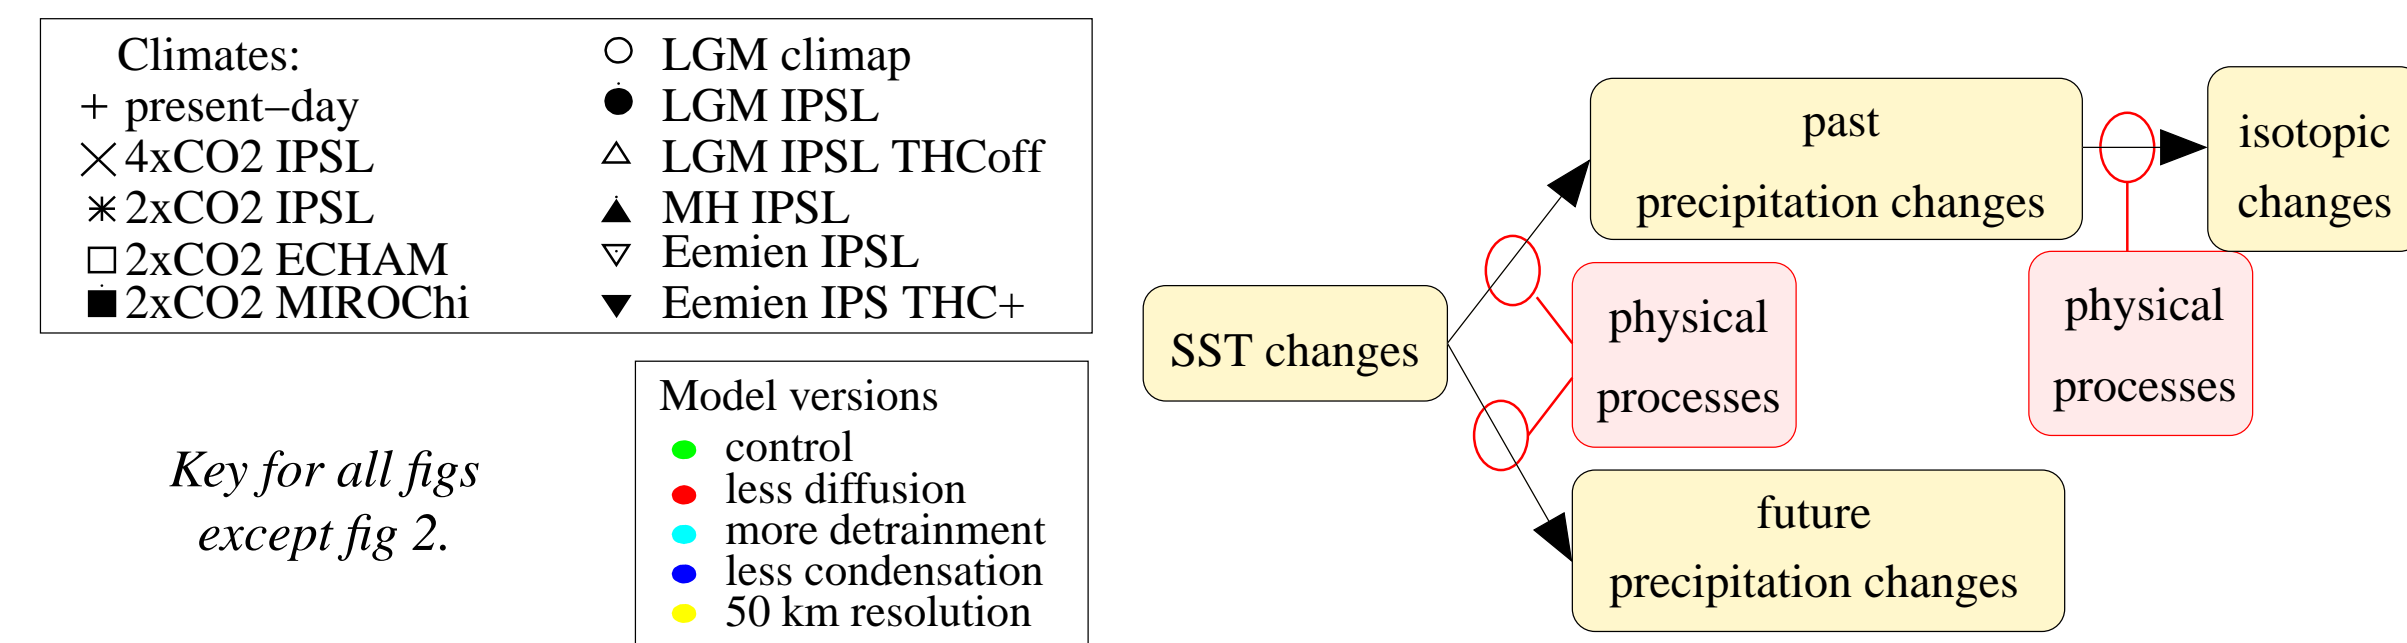 Climates:
+ present-day
4xCO2 IPSL
2xCO2 IPSL
2xCO2 ECHAM
2xCO2 MIROChi
LGM climap
LGM IPSL
LGM IPSL THCoff
MH IPSL
Eemien IPSL
Eemien IPS THC+
Key for all figs
except fig 2.
Model versions
control
less diffusion
more detrainment
less condensation
50 km resolution
SST changes
past
precipitation changes
physical
processes
future
precipitation changes
isotopic
changes
physical
processes